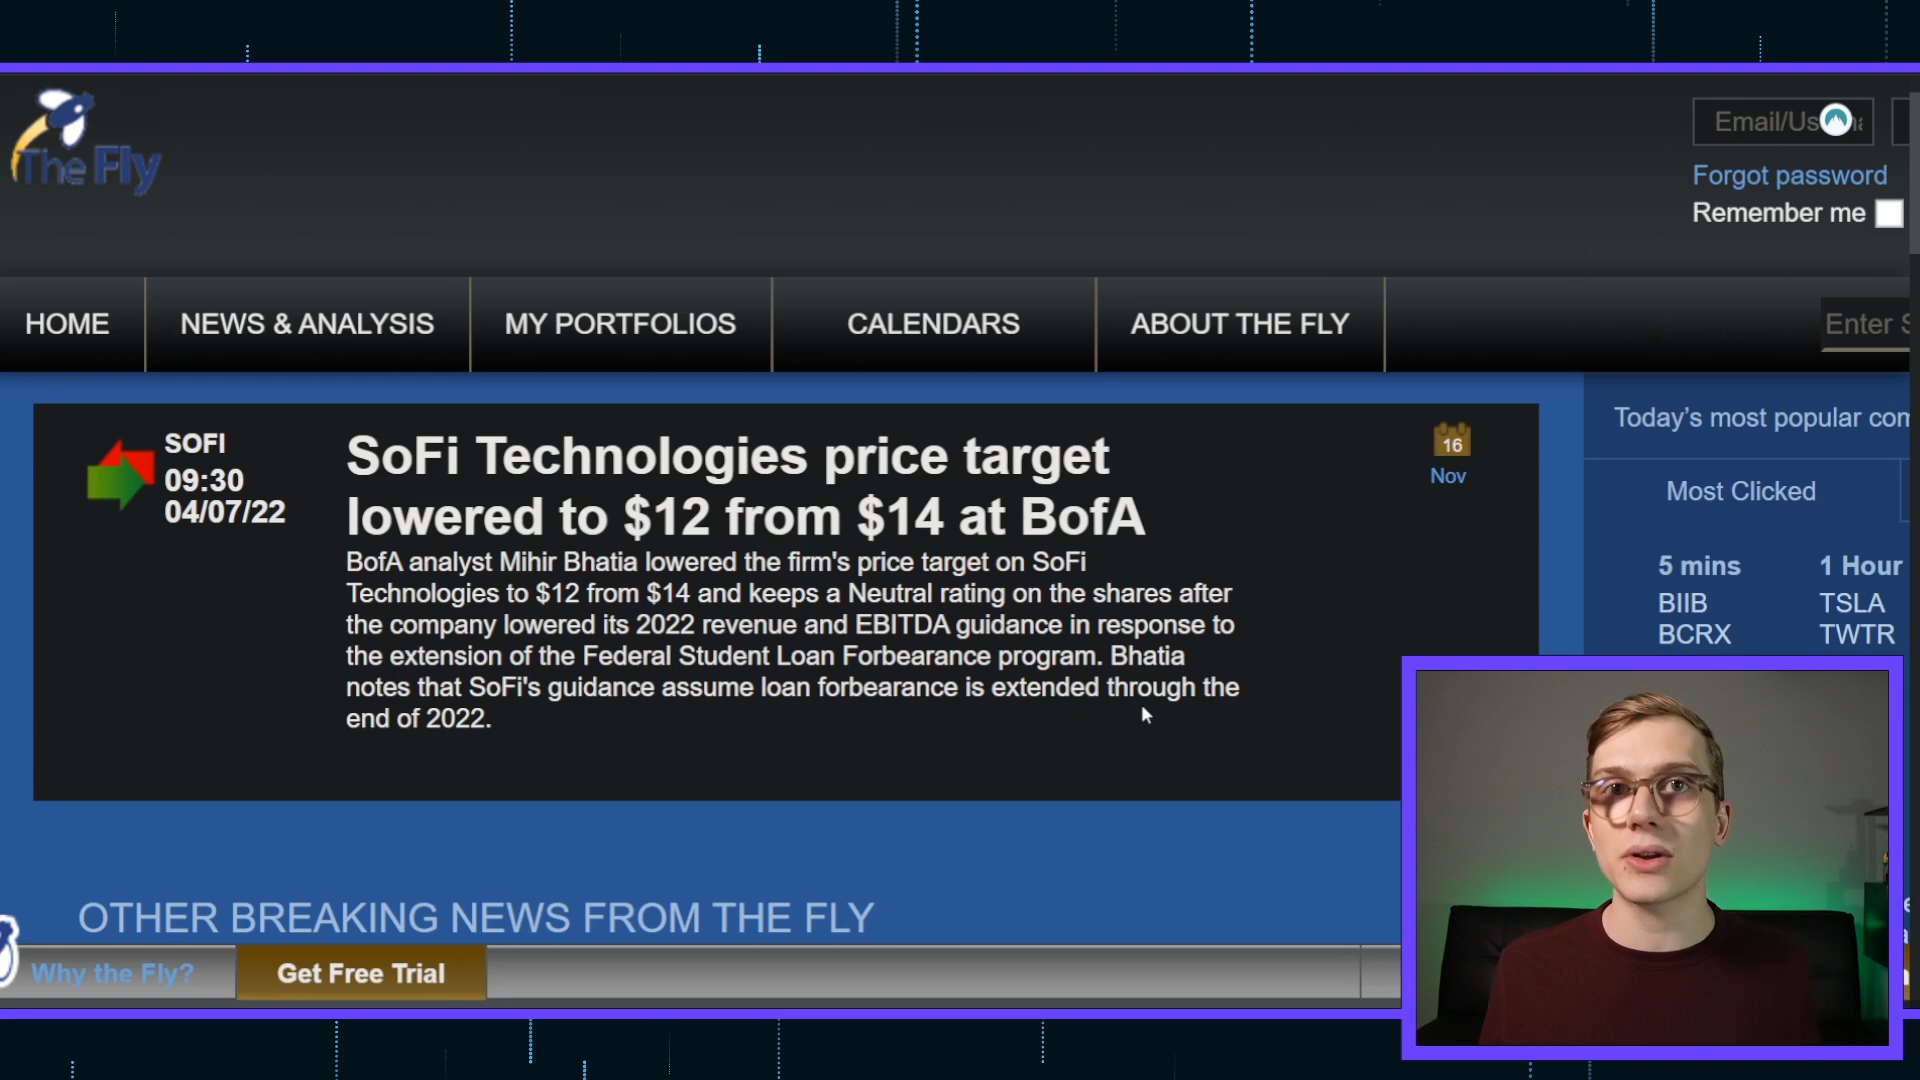 The Fly
Email/Us
Forgot password
Remember me
HOME
NEWS & ANALYSIS
MY PORTFOLIOS
CALENDARS
ABOUT THE FLY
Enter S
SOFI
09:30
04/07/22
SoFi Technologies price target
lowered to $12 from $14 at BofA
BofA analyst Mihir Bhatia lowered the firm's price target on SoFi
Technologies to $12 from $14 and keeps a Neutral rating on the shares after
the company lowered its 2022 revenue and EBITDA guidance in response to
the extension of the Federal Student Loan Forbearance program. Bhatia
notes that SoFi's guidance assume loan forbearance is extended through the
end of 2022.
16
Nov
Today's most popular com
Most Clicked
5 mins 1 Hour
BIIB TSLA
BCRX TWTR
OTHER BREAKING NEWS FROM THE FLY
Why the Fly?
Get Free Trial